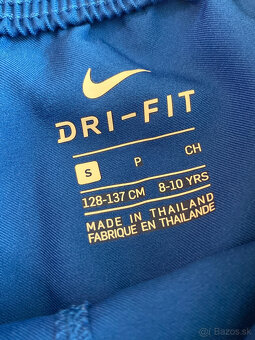 DRI-FIT
S P CH
128-137 CM 8-10 YRS
MADE IN THAILAND
FABRIQUE EN THAILANDE
Bazos.sk